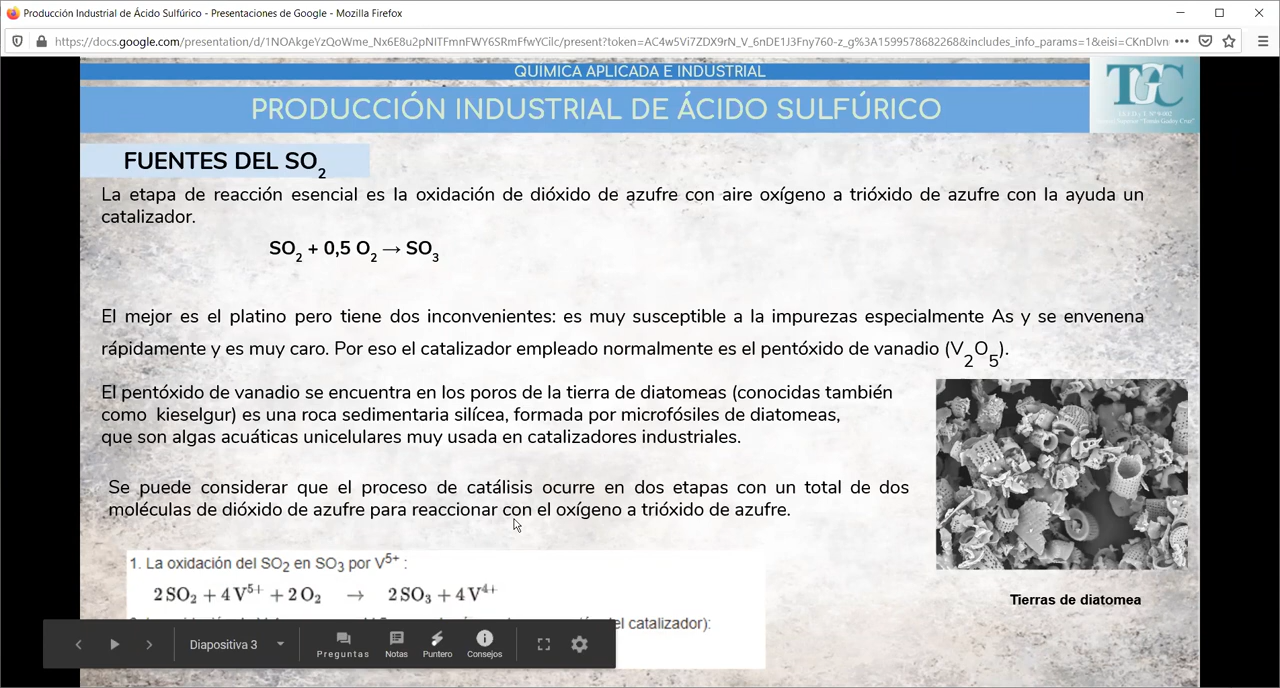 Producción Industrial de Ácido Sulfúrico - Presentaciones de Google - Mozilla Firefox
https://docs.google.com/presentation/d/1NOAkgeYzQoWme_Nx6E8u2pNITFmnFWY6SRmFfwYCilc/present?token=AC4w5Vi7ZDX9rN_V_6nDE1J3Fny760-z_g%3A1599578682268&includes_info_params=1&eisi=CKnDlvn
QUIMICA APLICADA E INDUSTRIAL
TGC
PRODUCCIÓN INDUSTRIAL DE ÁCIDO SULFÚRICO
FUENTES DEL SO2
La etapa de reacción esencial es la oxidación de dióxido de azufre con aire oxígeno a trióxido de azufre con la ayuda un
catalizador.
SO2 + 0,5 O2 → SO3
El mejor es el platino pero tiene dos inconvenientes: es muy susceptible a la impurezas especialmente As y se envenena
rápidamente y es muy caro. Por eso el catalizador empleado normalmente es el pentóxido de vanadio (V2O5).
El pentóxido de vanadio se encuentra en los poros de la tierra de diatomeas (conocidas también
como kieselgur) es una roca sedimentaria silícea, formada por microfósiles de diatomeas,
que son algas acuáticas unicelulares muy usada en catalizadores industriales.
Se puede considerar que el proceso de catálisis ocurre en dos etapas con un total de dos
moléculas de dióxido de azufre para reaccionar con el oxígeno a trióxido de azufre.
1. La oxidación del SO2 en SO3 por V5+ :
2 SO2 + 4 V5+ + 2 O2 → 2 SO3 + 4 V4+
el catalizador):
Tierras de diatomea
Diapositiva 3
Preguntas
Notas
Puntero
Consejos